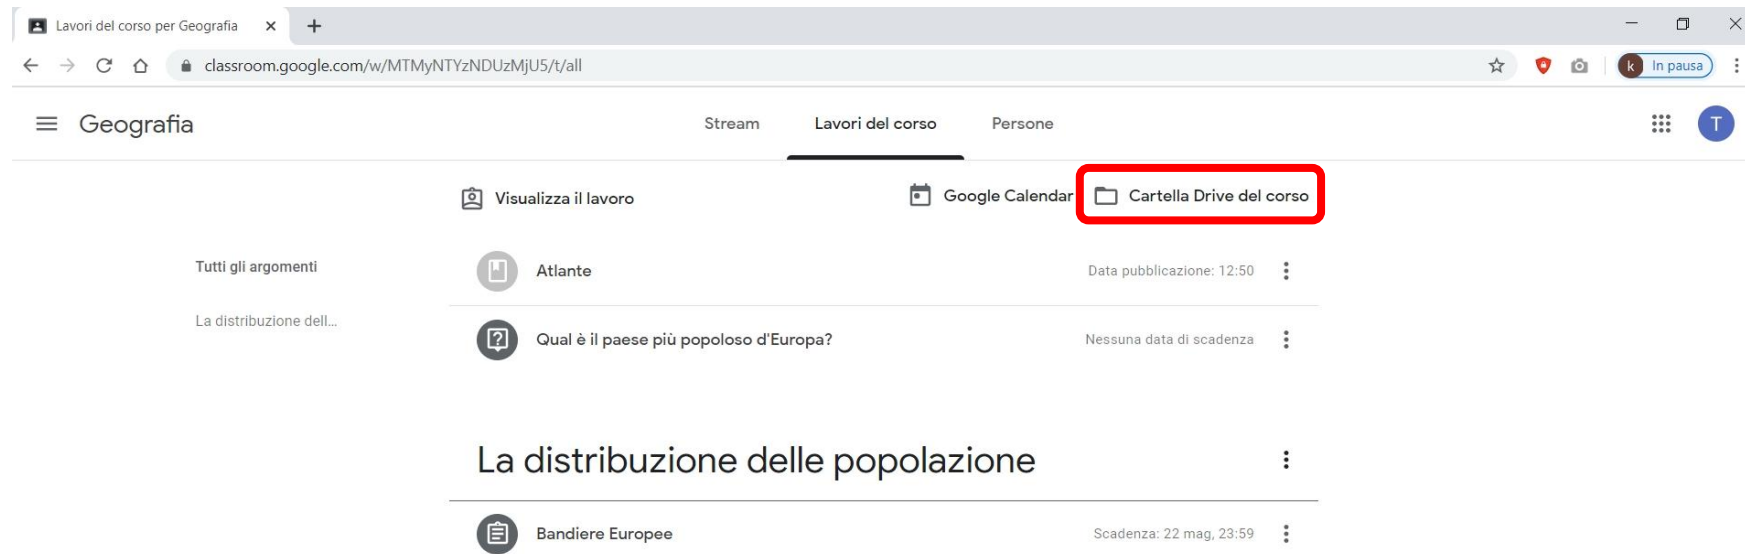 Lavori del corso per Geografia
classroom.google.com/w/MTMyNTYzNDUzMjU5/t/all
k In pausa
Geografia
Stream Lavori del corso Persone
T
Visualizza il lavoro Google Calendar Cartella Drive del corso
Tutti gli argomenti
La distribuzione dell...
Atlante Data pubblicazione: 12:50
Qual è il paese più popoloso d'Europa? Nessuna data di scadenza
La distribuzione delle popolazione
Bandiere Europee Scadenza: 22 mag, 23:59